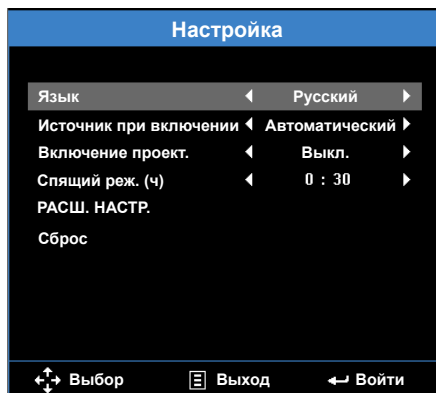 Настройка
Язык Русский
Источник при включении Автоматический
Включение проект. Выкл.
Спящий реж. (ч) 0 : 30
РАСШ. НАСТР.
Сброс
Выбор Выход Войти